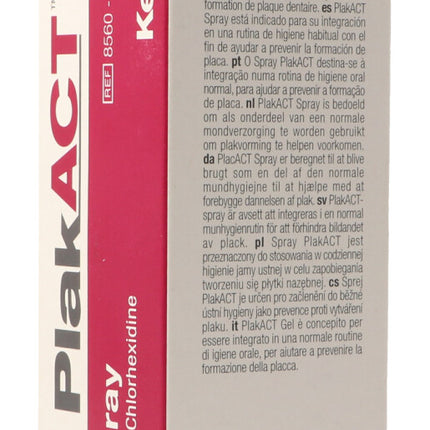 PlakACT™
REF 8560 -
Ke
ray
Chlorhexidine
formation de plaque dentaire. es PlakACT
Spray está indicado para su integración
en una rutina de higiene habitual con el
fin de ayudar a prevenir la formación de
placa. pt O Spray PlakACT destina-se à
integração numa rotina de higiene oral
normal, para ajudar a prevenir a formação
de placa. nl PlakACT Spray is bedoeld
om als onderdeel van een normale
mondverzorging te worden gebruikt
om plakvorming te helpen voorkomen.
da PlacACT Spray er beregnet til at blive
brugt som en del af den normale
mundhygiejne til at hjælpe med at
forebygge dannelsen af plak. sv PlakACT-
spray är avsett att integreras i en normal
munhygienrutin för att förhindra bildandet
av plack. pl Spray PlakACT jest
przeznaczony do stosowania w codziennej
higienie jamy ustnej w celu zapobiegania
tworzeniu się płytki nazębnej. cs Sprej
PlakACT je určen pro začlenění do běžné
ústní hygieny jako prevence proti vytváření
plaku. it PlakACT Gel è concepito per
essere integrato in una normale routine
di igiene orale, per aiutare a prevenire la
formazione della placca.